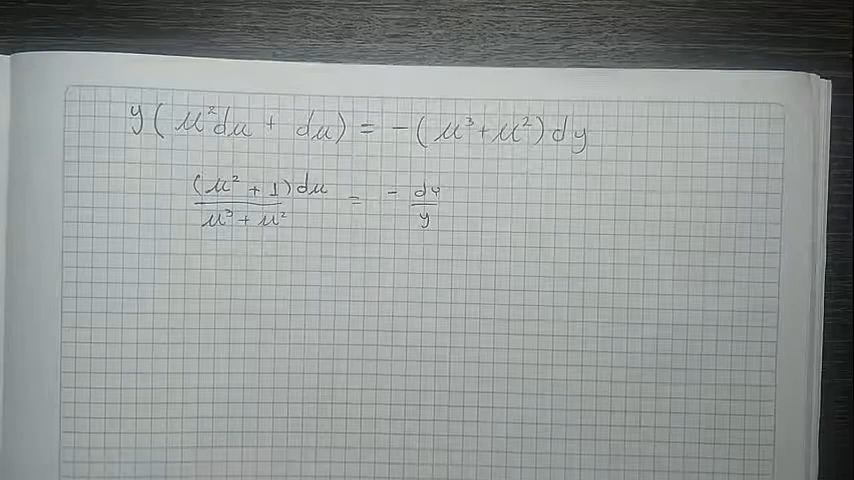 y(u²du + du) = -(u³+u²)dy
(u² + 1)du / u³ + u² = - dy / y